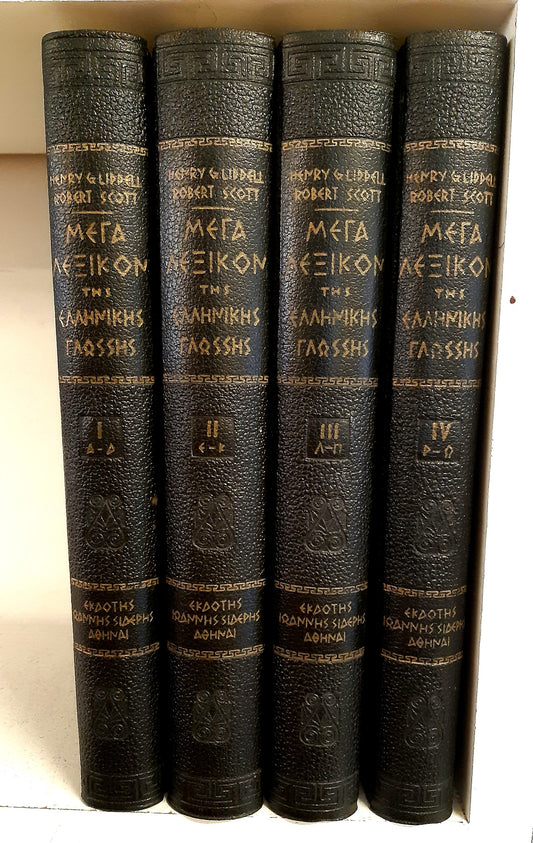 HENRY G LIDDELL
ROBERT SCOTT
ΜΕΓΑ
ΛΕΞΙΚΟΝ
ΤΗΣ
ΕΛΛΗΝΙΚΗΣ
ΓΛΩΣΣΗΣ
I
Α-Δ
ΕΚΔΟΤΗΣ
ΙΩΑΝΝΗΣ ΣΙΔΕΡΗΣ
ΑΘΗΝΑΙ
HENRY G LIDDELL
ROBERT SCOTT
ΜΕΓΑ
ΛΕΞΙΚΟΝ
ΤΗΣ
ΕΛΛΗΝΙΚΗΣ
ΓΛΩΣΣΗΣ
II
Ε-Κ
ΕΚΔΟΤΗΣ
ΙΩΑΝΝΗΣ ΣΙΔΕΡΗΣ
ΑΘΗΝΑΙ
HENRY G LIDDELL
ROBERT SCOTT
ΜΕΓΑ
ΛΕΞΙΚΟΝ
ΤΗΣ
ΕΛΛΗΝΙΚΗΣ
ΓΛΩΣΣΗΣ
III
Λ-Π
ΕΚΔΟΤΗΣ
ΙΩΑΝΝΗΣ ΣΙΔΕΡΗΣ
ΑΘΗΝΑΙ
HENRY G LIDDELL
ROBERT SCOTT
ΜΕΓΑ
ΛΕΞΙΚΟΝ
ΤΗΣ
ΕΛΛΗΝΙΚΗΣ
ΓΛΩΣΣΗΣ
IV
Ρ-Ω
ΕΚΔΟΤΗΣ
ΙΩΑΝΝΗΣ ΣΙΔΕΡΗΣ
ΑΘΗΝΑΙ